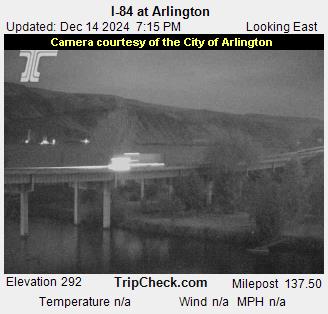 I-84 at Arlington
Updated: Dec 14 2024 7:15 PM Looking East
Camera courtesy of the City of Arlington
Elevation 292 TripCheck.com Milepost 137.50
Temperature n/a Wind n/a MPH n/a